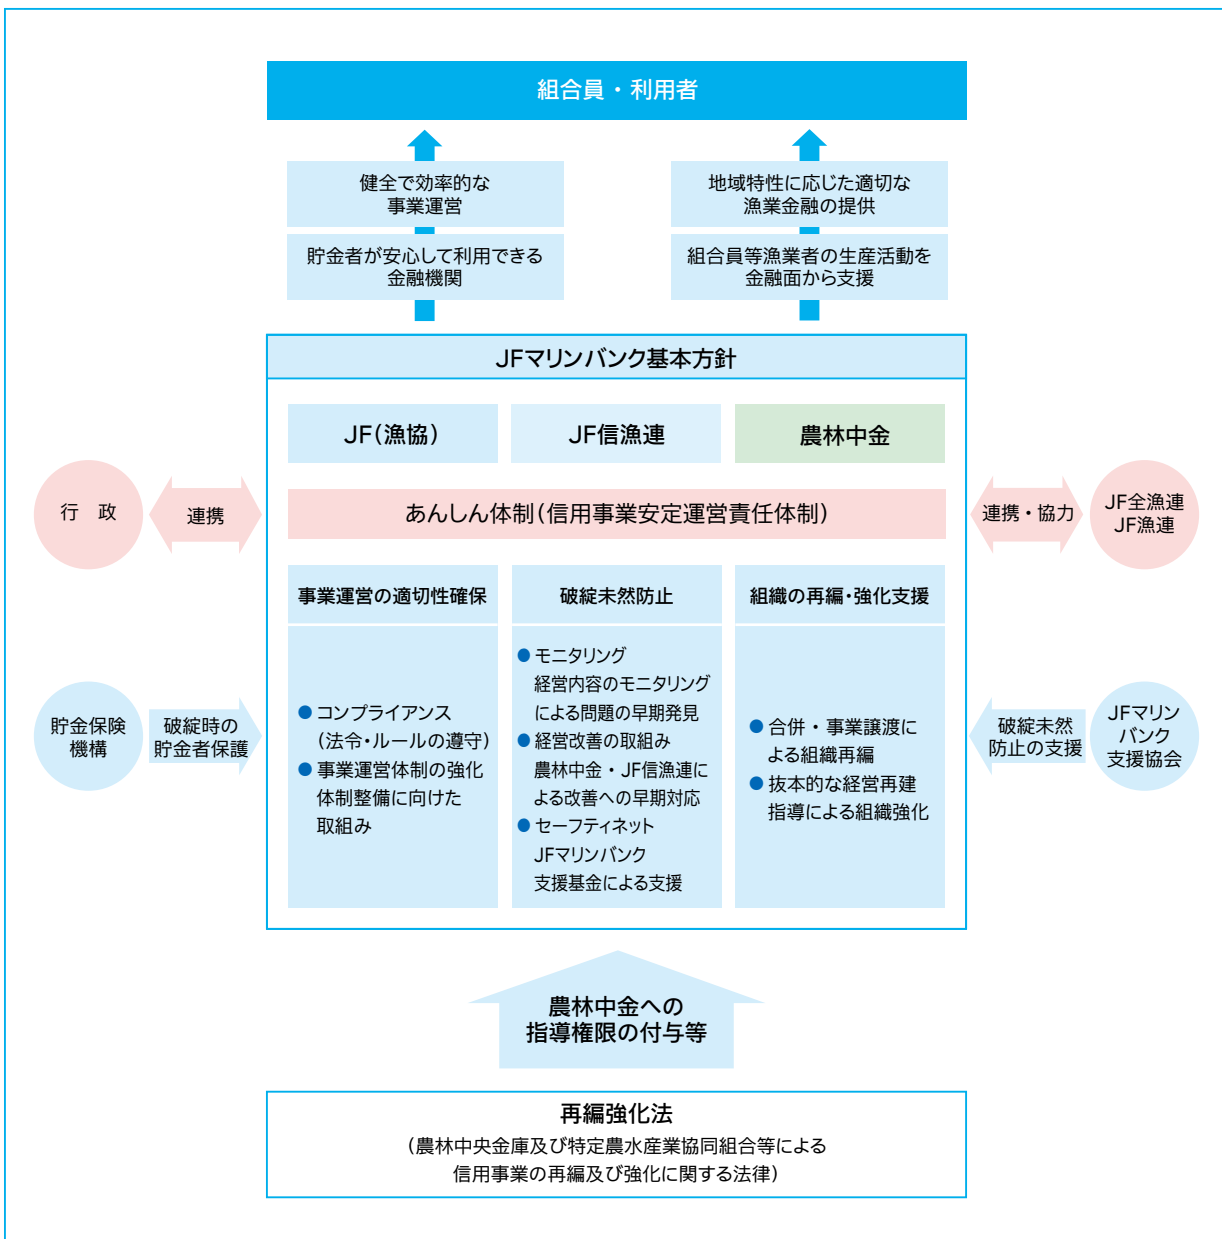 組合員・利用者
健全で効率的な
事業運営
貯金者が安心して利用できる
金融機関
地域特性に応じた適切な
漁業金融の提供
組合員等漁業者の生産活動を
金融面から支援
JFマリンバンク基本方針
JF(漁協)
JF信漁連
農林中金
行　政
連携
あんしん体制(信用事業安定運営責任体制)
連携・協力
JF全漁連
JF漁連
事業運営の適切性確保
●コンプライアンス
(法令・ルールの遵守)
●事業運営体制の強化
体制整備に向けた
取組み
破綻未然防止
●モニタリング
経営内容のモニタリング
による問題の早期発見
●経営改善の取組み
農林中金・JF信漁連に
よる改善への早期対応
●セーフティネット
JFマリンバンク
支援基金による支援
組織の再編・強化支援
●合併・事業譲渡に
よる組織再編
●抜本的な経営再建
指導による組織強化
貯金保険
機構
破綻時の
貯金者保護
破綻未然
防止の支援
JFマリン
バンク
支援協会
農林中金への
指導権限の付与等
再編強化法
(農林中央金庫及び特定農水産業協同組合等による
信用事業の再編及び強化に関する法律)